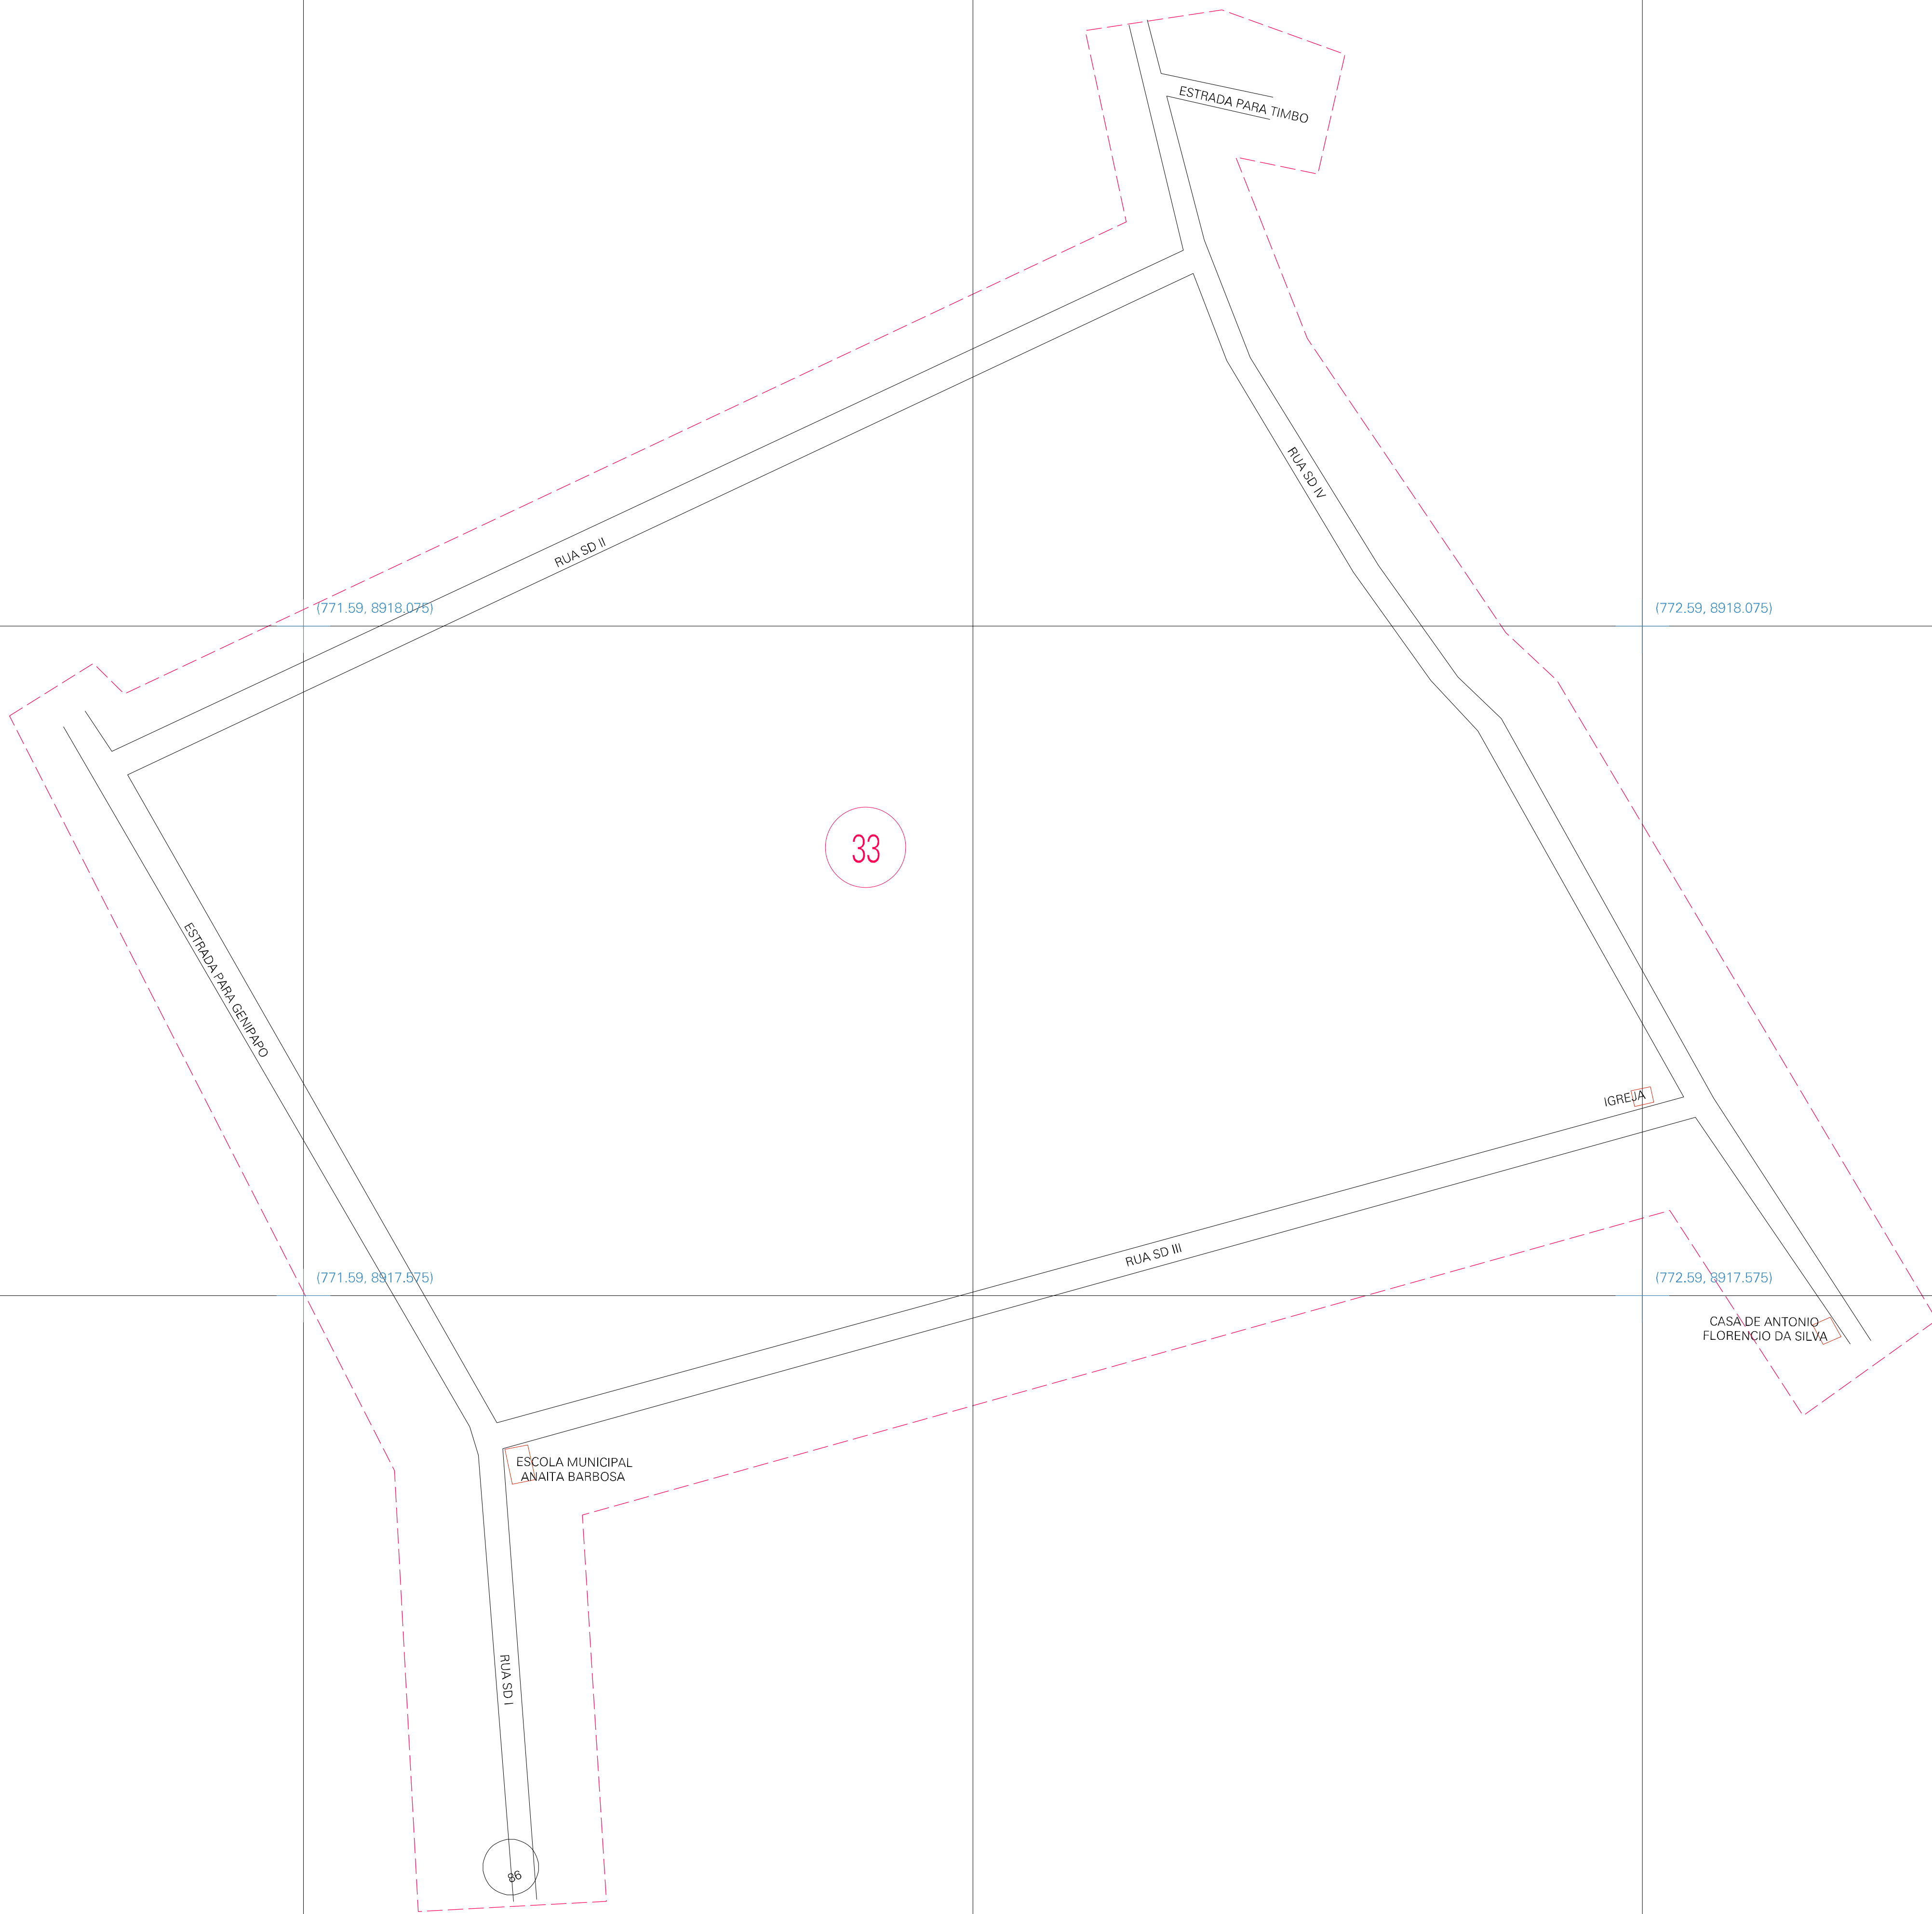 ESTRADA PARA TIMBO
RUA SD IV
RUA SD II
(771.59, 8918.075)
(772.59, 8918.075)
33
ESTRADA PARA GENIPAPO
IGREJA
RUA SD III
(771.59, 8917.575)
(772.59, 8917.575)
CASA DE ANTONIO
FLORENCIO DA SILVA
ESCOLA MUNICIPAL
ANAITA BARBOSA
RUA SD I
86